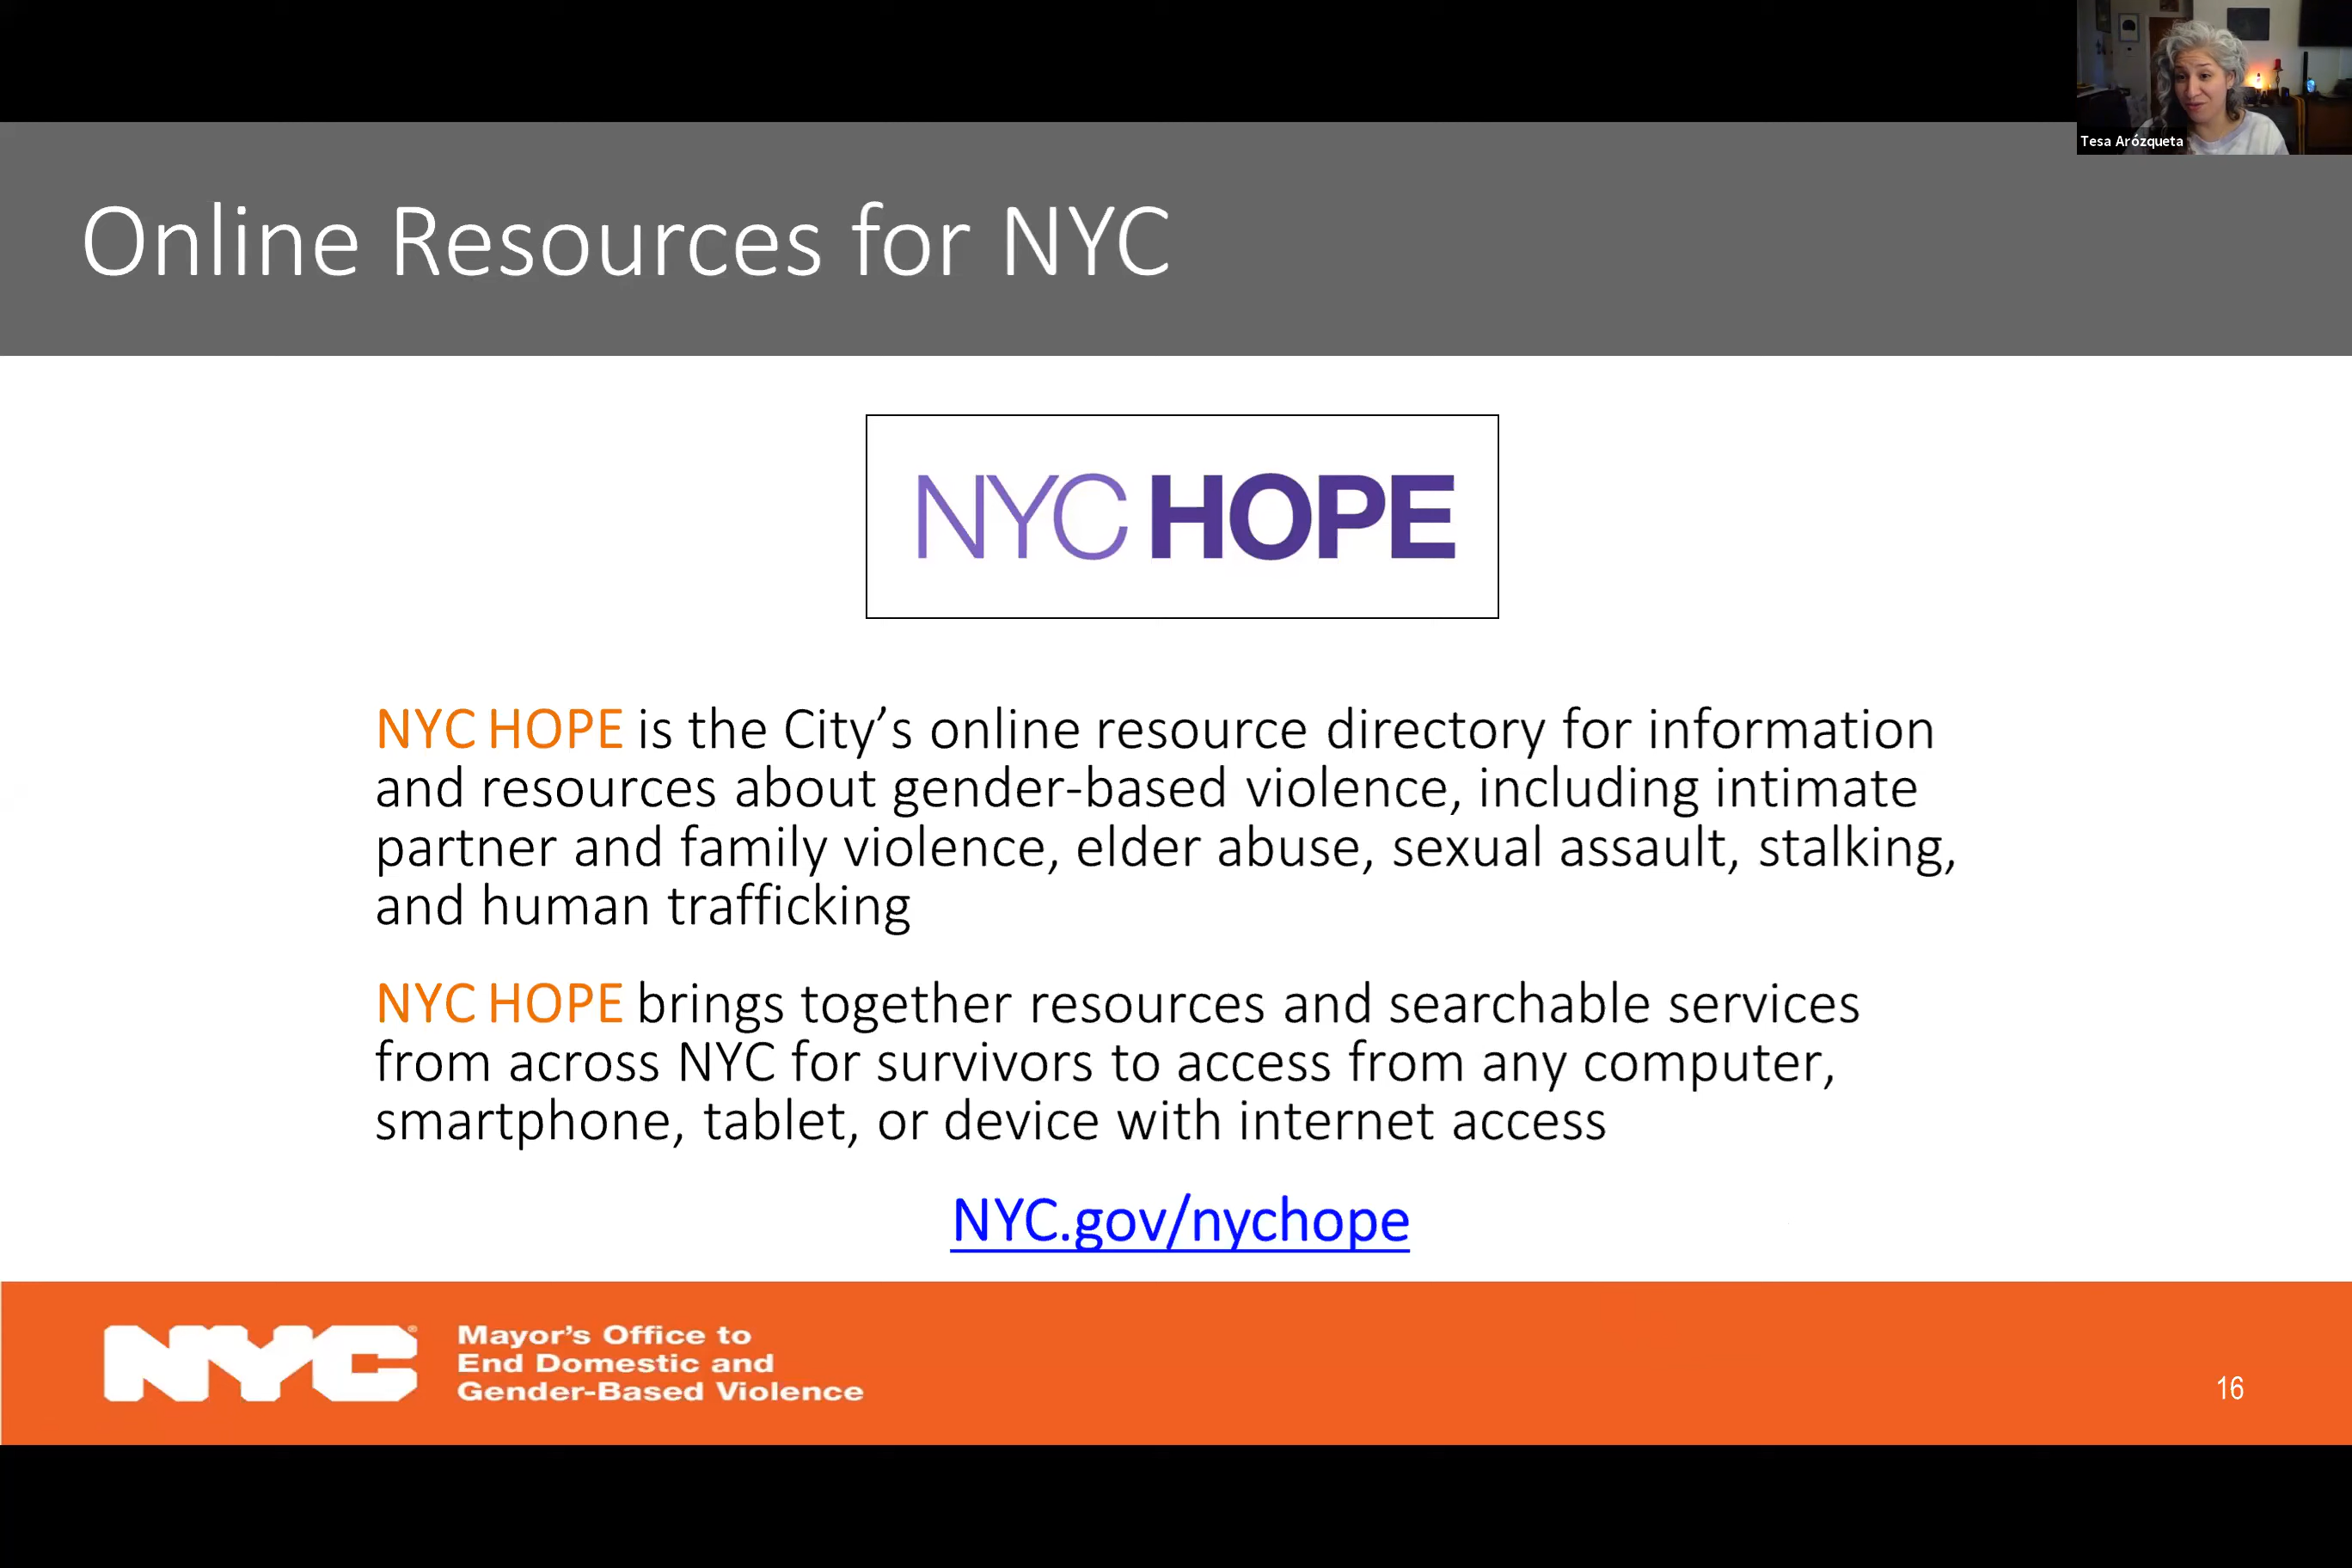 Tesa Arózqueta
Online Resources for NYC
NYC HOPE
NYC HOPE is the City’s online resource directory for information
and resources about gender-based violence, including intimate
partner and family violence, elder abuse, sexual assault, stalking,
and human trafficking
NYC HOPE brings together resources and searchable services
from across NYC for survivors to access from any computer,
smartphone, tablet, or device with internet access
NYC.gov/nychope
NYC®
Mayor’s Office to
End Domestic and
Gender-Based Violence
16